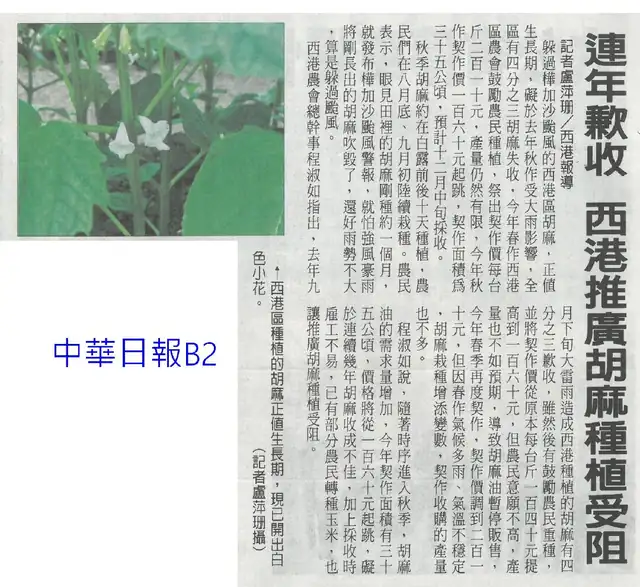 連年歉收 西港推廣胡麻種植受阻
記者盧萍珊/西港報導
躲過樺加沙颱風的西港區胡麻,正值
生長期,礙於去年秋作受大雨影響,全
區有四分之三胡麻失收,今年春作西港
區農會鼓勵農民種植,祭出契作價每台
斤二百一十元,產量仍然有限,今年秋
作契作價一百六十元起跳,契作面積為
三十五公頃,預計十二月中旬採收。
秋季胡麻約在白露前後十天種植,農
民們在八月底、九月初陸續栽種。農民
表示,眼見田裡的胡麻剛種約一個月,
就發布樺加沙颱風警報,就怕強風豪雨
將剛長出的胡麻吹毀了,還好雨勢不大
,算是躲過颱風。
西港農會總幹事程淑如指出,去年九
月下旬大雷雨造成西港種植的胡麻有四
分之三歉收,雖然後有鼓勵農民重種,
並將契作價從原本每台斤一百四十元提
高到一百六十元,但農民意願不高,產
量也不如預期,導致胡麻油暫停販售,
今年春季再度契作,契作價調到二百一
十元,但因春作氣候多雨、氣溫不穩定
,胡麻栽種增添變數,契作收購的產量
也不多。
程淑如說,隨著時序進入秋季,胡麻
油的需求量增加,今年契作面積有三十
五公頃,價格將從一百六十元起跳,礙
於連續幾年胡麻收成不佳,加上採收時
雇工不易,已有部分農民轉種玉米,也
讓推廣胡麻種植受阻。
↑西港區種植的胡麻正值生長期,現已開出白
色小花。
(記者盧萍珊攝)
中華日報B2